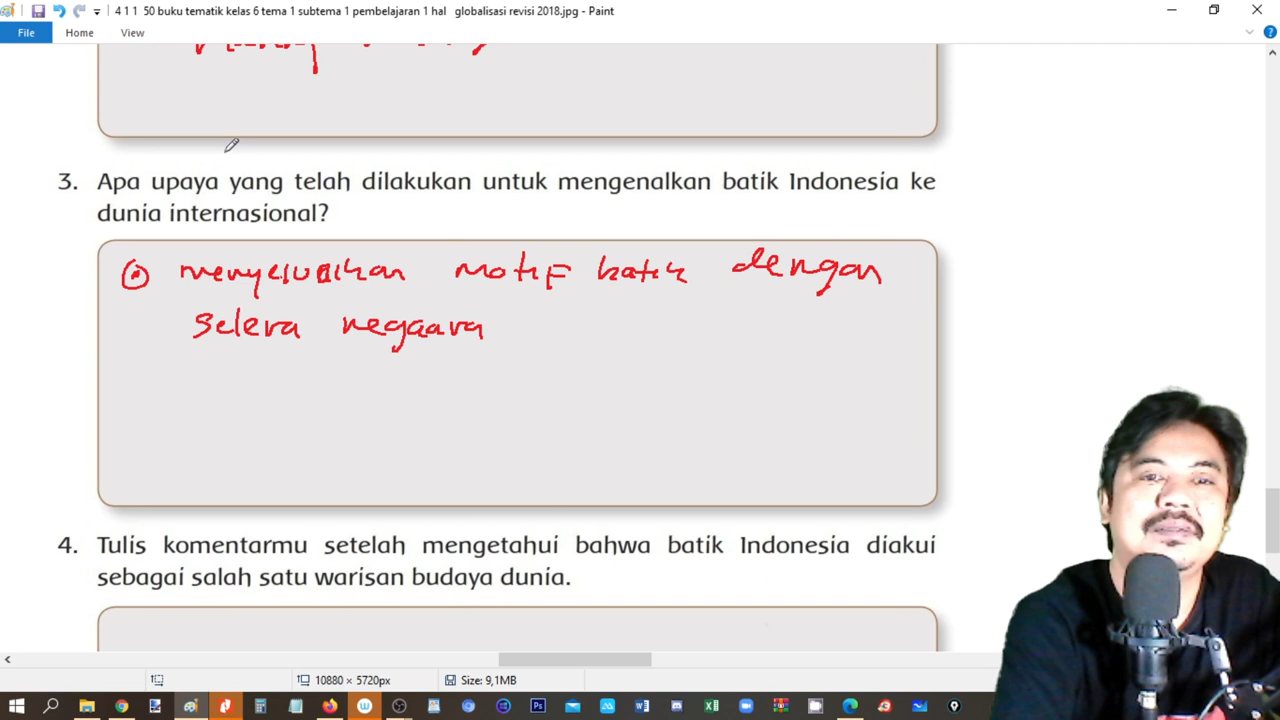 4 1 1 50 buku tematik kelas 6 tema 1 subtema 1 pembelajaran 1 hal globalisasi revisi 2018.jpg - Paint
File Home View
3. Apa upaya yang telah dilakukan untuk mengenalkan batik Indonesia ke
dunia internasional?
menyesuaikan motif batik dengan
selera negaara
4. Tulis komentarmu setelah mengetahui bahwa batik Indonesia diakui
sebagai salah satu warisan budaya dunia.
10880 × 5720px Size: 9,1MB